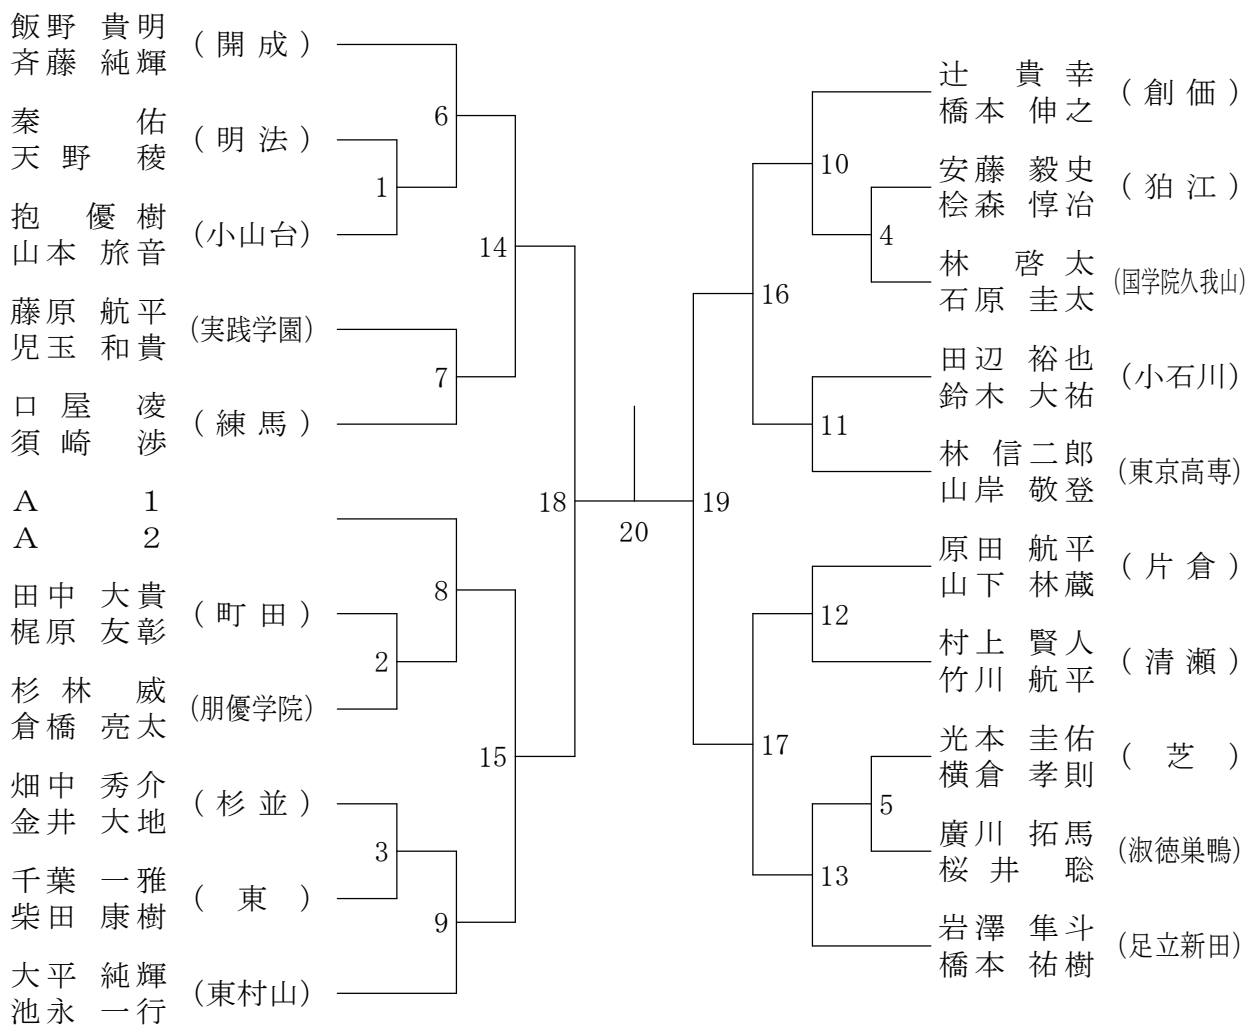 飯野 貴明
斉藤 純輝
(開成)
秦 佑
天野 稜
(明法)
抱 優樹
山本 旅音
(小山台)
藤原 航平
児玉 和貴
(実践学園)
口屋 凌
須崎 渉
(練馬)
A 1
A 2
田中 大貴
梶原 友彰
(町田)
杉林 威
倉橋 亮太
(朋優学院)
畑中 秀介
金井 大地
(杉並)
千葉 一雅
柴田 康樹
(東)
大平 純輝
池永 一行
(東村山)
6
1
14
7
18
8
2
15
3
9
20
10
4
16
11
19
12
17
5
13
辻 貴幸
橋本 伸之
(創価)
安藤 毅史
桧森 惇冶
(狛江)
林 啓太
石原 圭太
(国学院久我山)
田辺 裕也
鈴木 大祐
(小石川)
林 信二郎
山岸 敬登
(東京高専)
原田 航平
山下 林蔵
(片倉)
村上 賢人
竹川 航平
(清瀬)
光本 圭佑
横倉 孝則
(芝)
廣川 拓馬
桜井 聡
(淑徳巣鴨)
岩澤 隼斗
橋本 祐樹
(足立新田)